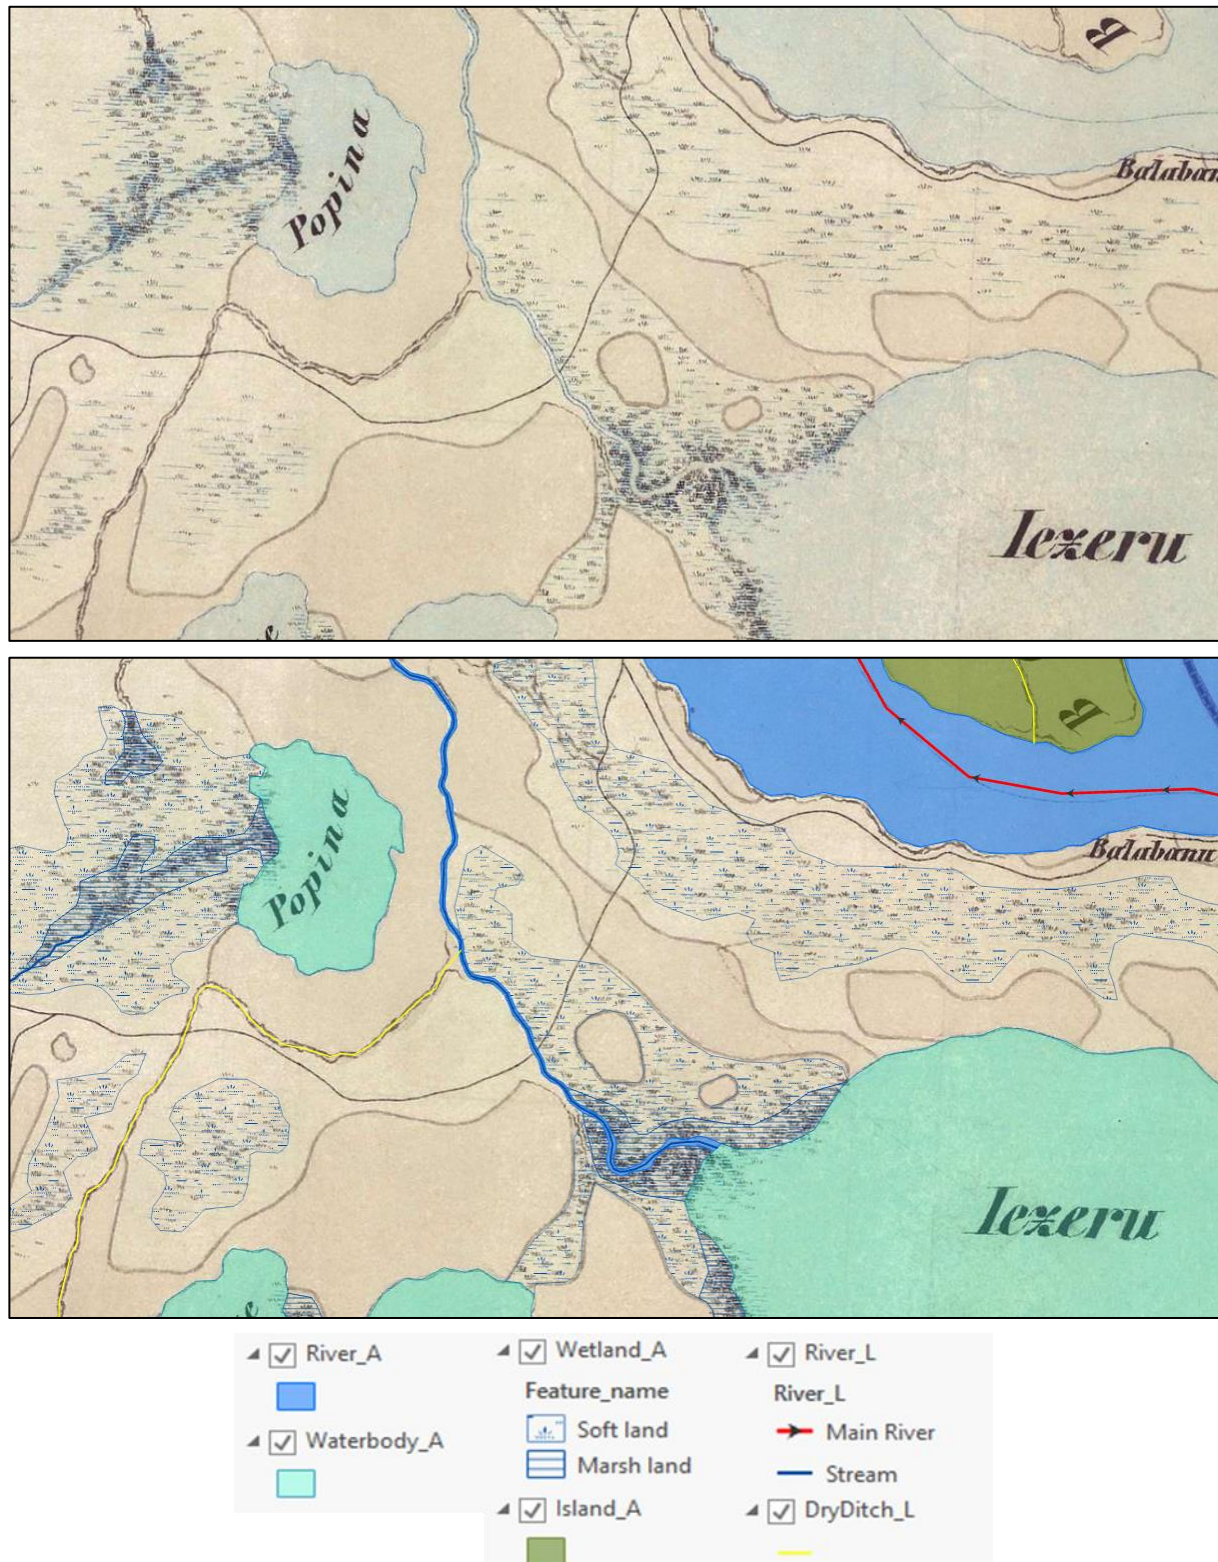 R
Popina
Balaban
Iezeru
e
R
Popina
Balabanu
Iezeru
e
River_A
Waterbody_A
Wetland_A
Feature_name
Soft land
Marsh land
Island_A
River_L
River_L
Main River
Stream
DryDitch_L